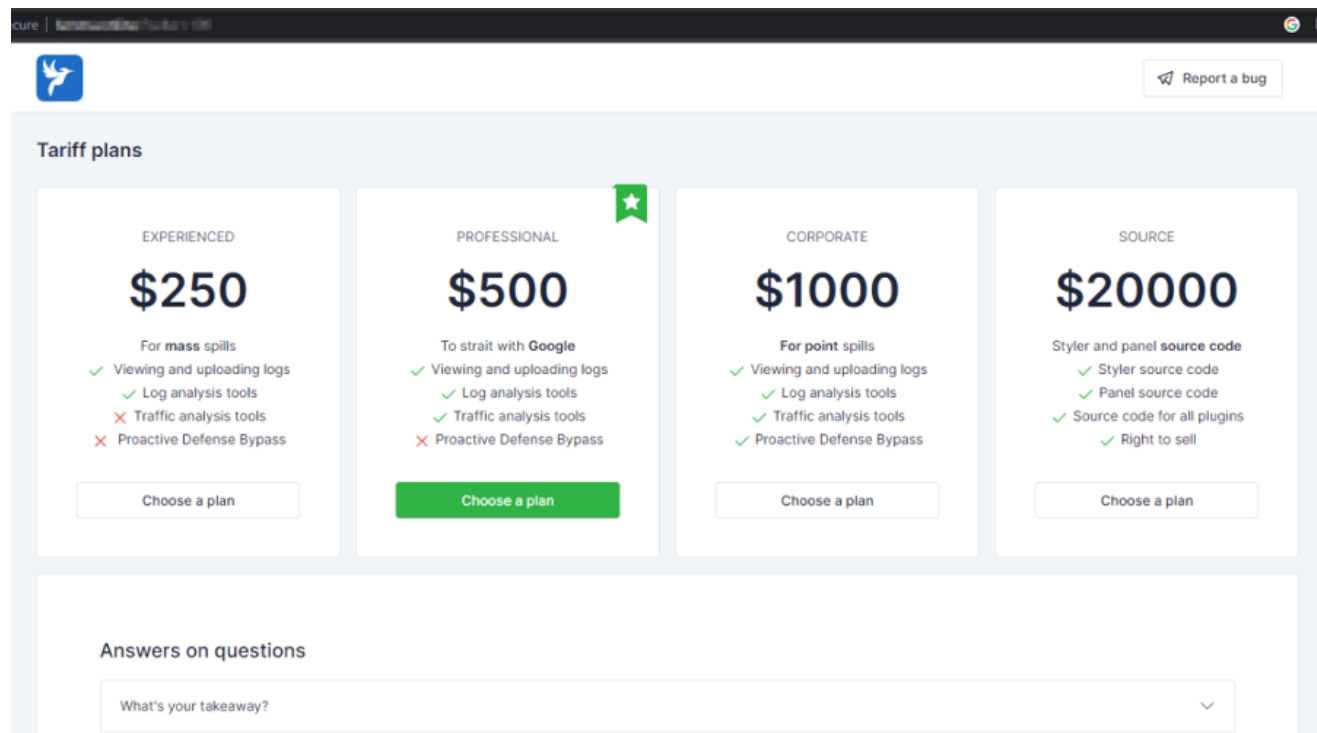 cure
Report a bug
Tariff plans
EXPERIENCED
$250
For mass spills
Viewing and uploading logs
Log analysis tools
Traffic analysis tools
Proactive Defense Bypass
Choose a plan
PROFESSIONAL
$500
To strait with Google
Viewing and uploading logs
Log analysis tools
Traffic analysis tools
Proactive Defense Bypass
Choose a plan
CORPORATE
$1000
For point spills
Viewing and uploading logs
Log analysis tools
Traffic analysis tools
Proactive Defense Bypass
Choose a plan
SOURCE
$20000
Styler and panel source code
Styler source code
Panel source code
Source code for all plugins
Right to sell
Choose a plan
Answers on questions
What's your takeaway?